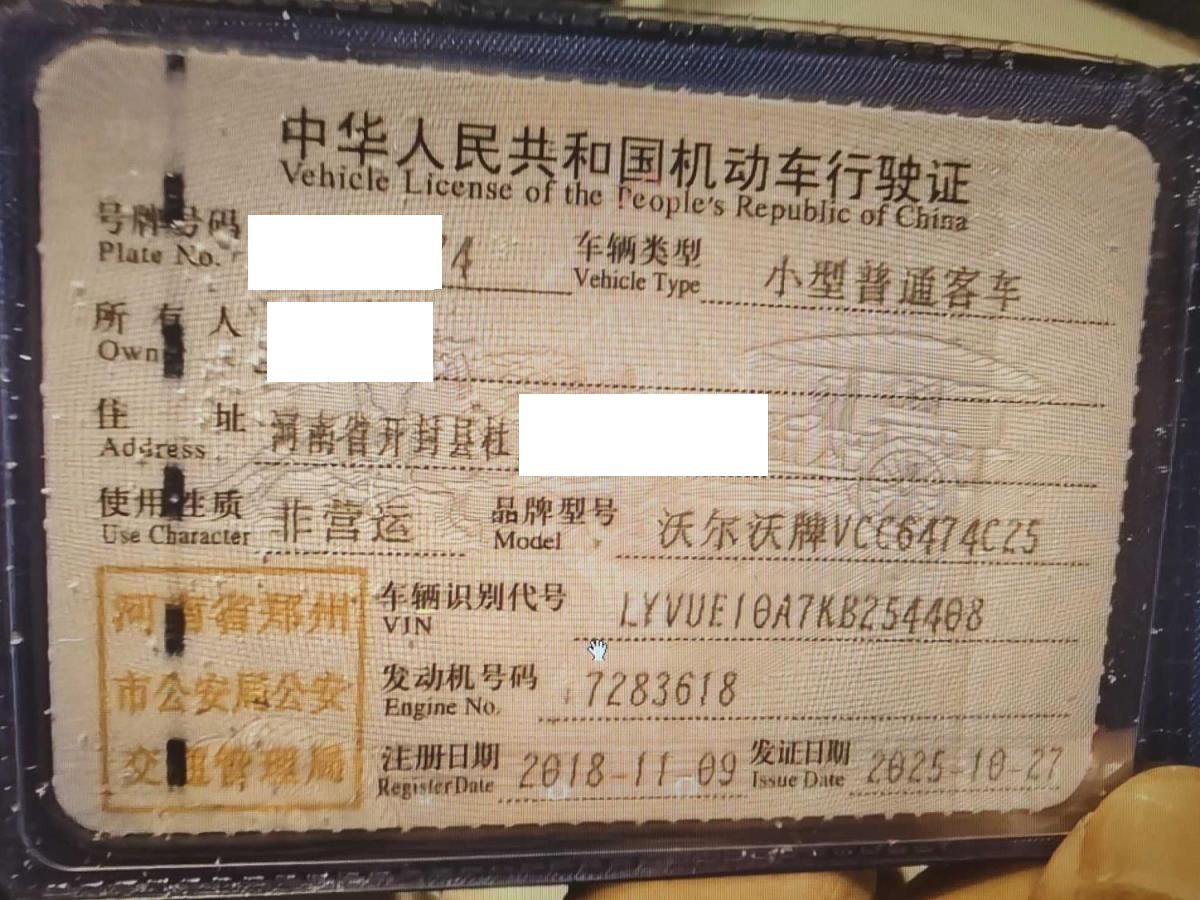 中华人民共和国机动车行驶证
Vehicle License of the People's Republic of China
号牌号码 4 车辆类型 小型普通客车
Plate No. Vehicle Type
所有人
Owner
住址 河南省开封县杜
Address
使用性质 非营运 品牌型号 沃尔沃牌VCC6474C25
Use Character Model
河南省郑州 车辆识别代号 LYVUE10A7KB254408
VIN
市公安局公安 发动机号码 7283618
Engine No.
交通管理局 注册日期 2018-11-09 发证日期 2025-10-27
Register Date Issue Date